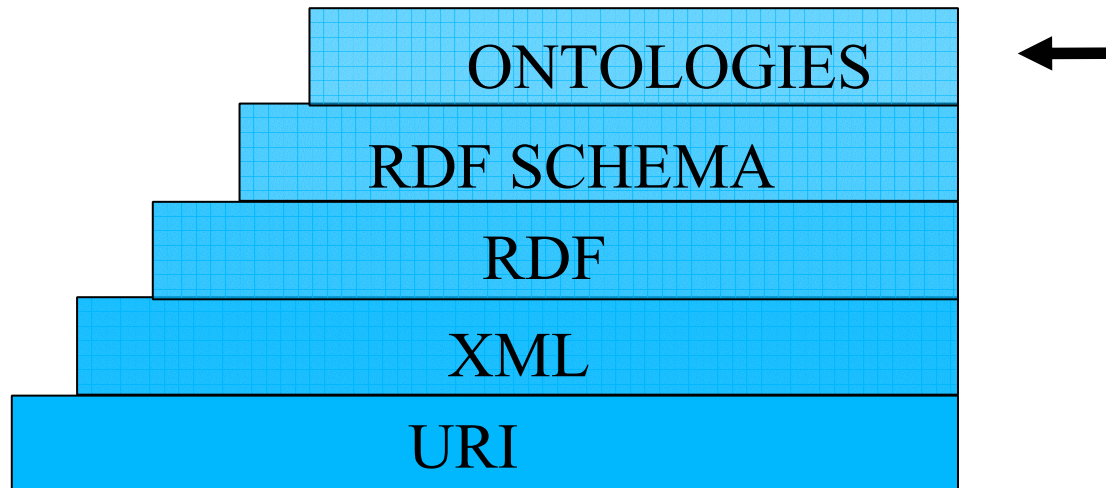 ONTOLOGIES
RDF SCHEMA
RDF
XML
URI